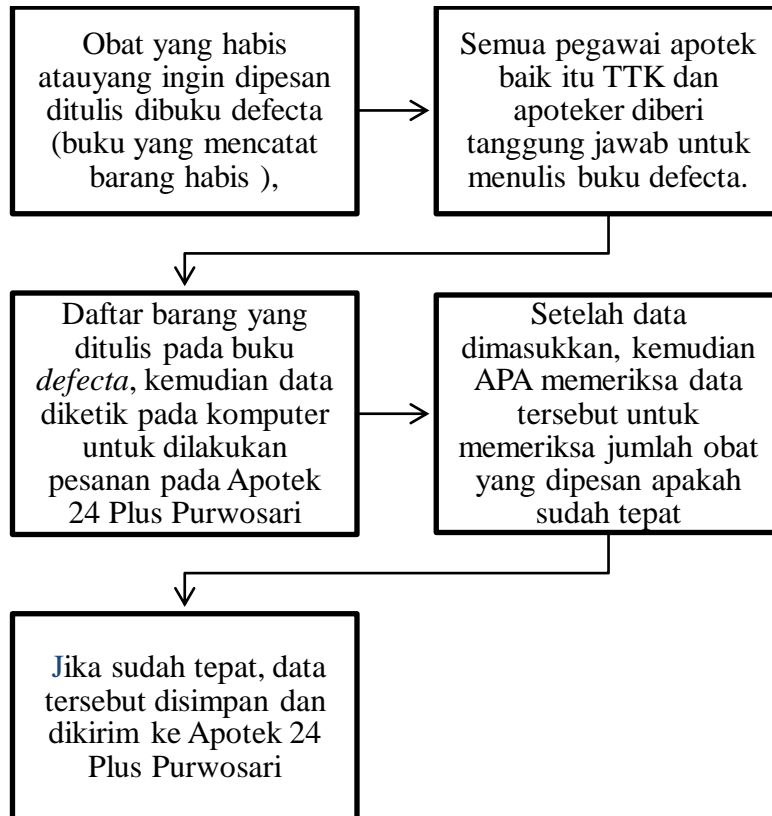 Obat yang habis
atauyang ingin dipesan
ditulis dibuku defecta
(buku yang mencatat
barang habis ),
Semua pegawai apotek
baik itu TTK dan
apoteker diberi
tanggung jawab untuk
menulis buku defecta.
Daftar barang yang
ditulis pada buku
defecta, kemudian data
diketik pada komputer
untuk dilakukan
pesanan pada Apotek
24 Plus Purwosari
Setelah data
dimasukkan, kemudian
APA memeriksa data
tersebut untuk
memeriksa jumlah obat
yang dipesan apakah
sudah tepat
Jika sudah tepat, data
tersebut disimpan dan
dikirim ke Apotek 24
Plus Purwosari